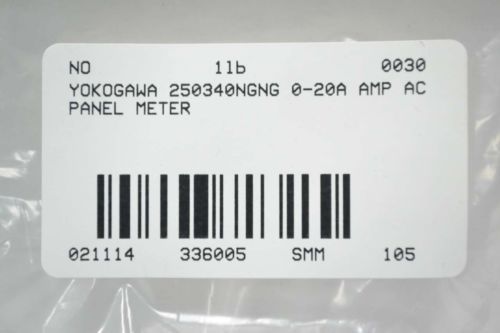 NO 1lb 0030
YOKOGAWA 250340NGNG 0-20A AMP AC
PANEL METER
021114 336005 SMM 105